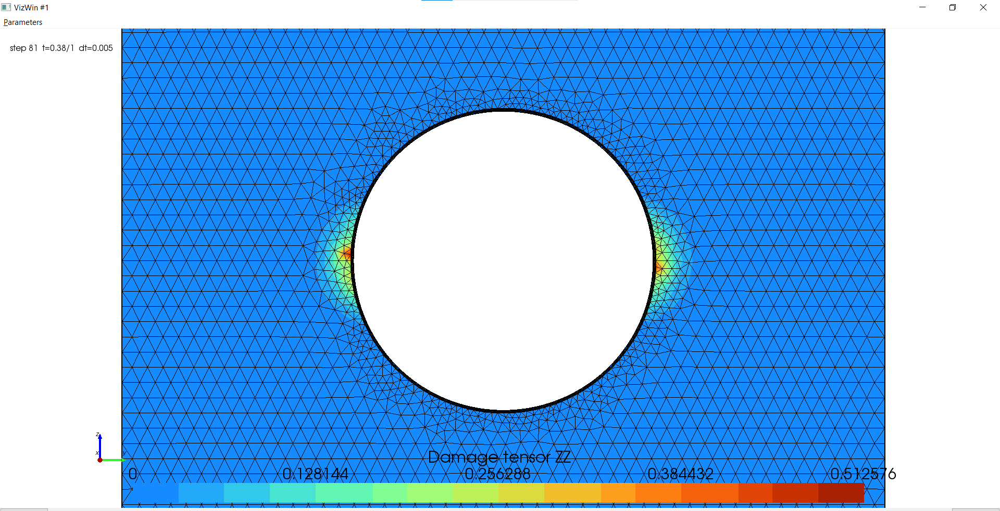 VizWin #1
Parameters
step 81 t=0.38/1 dt=0.005
z
x
Damage tensor ZZ
0 0.128144 0.256288 0.384432 0.512576